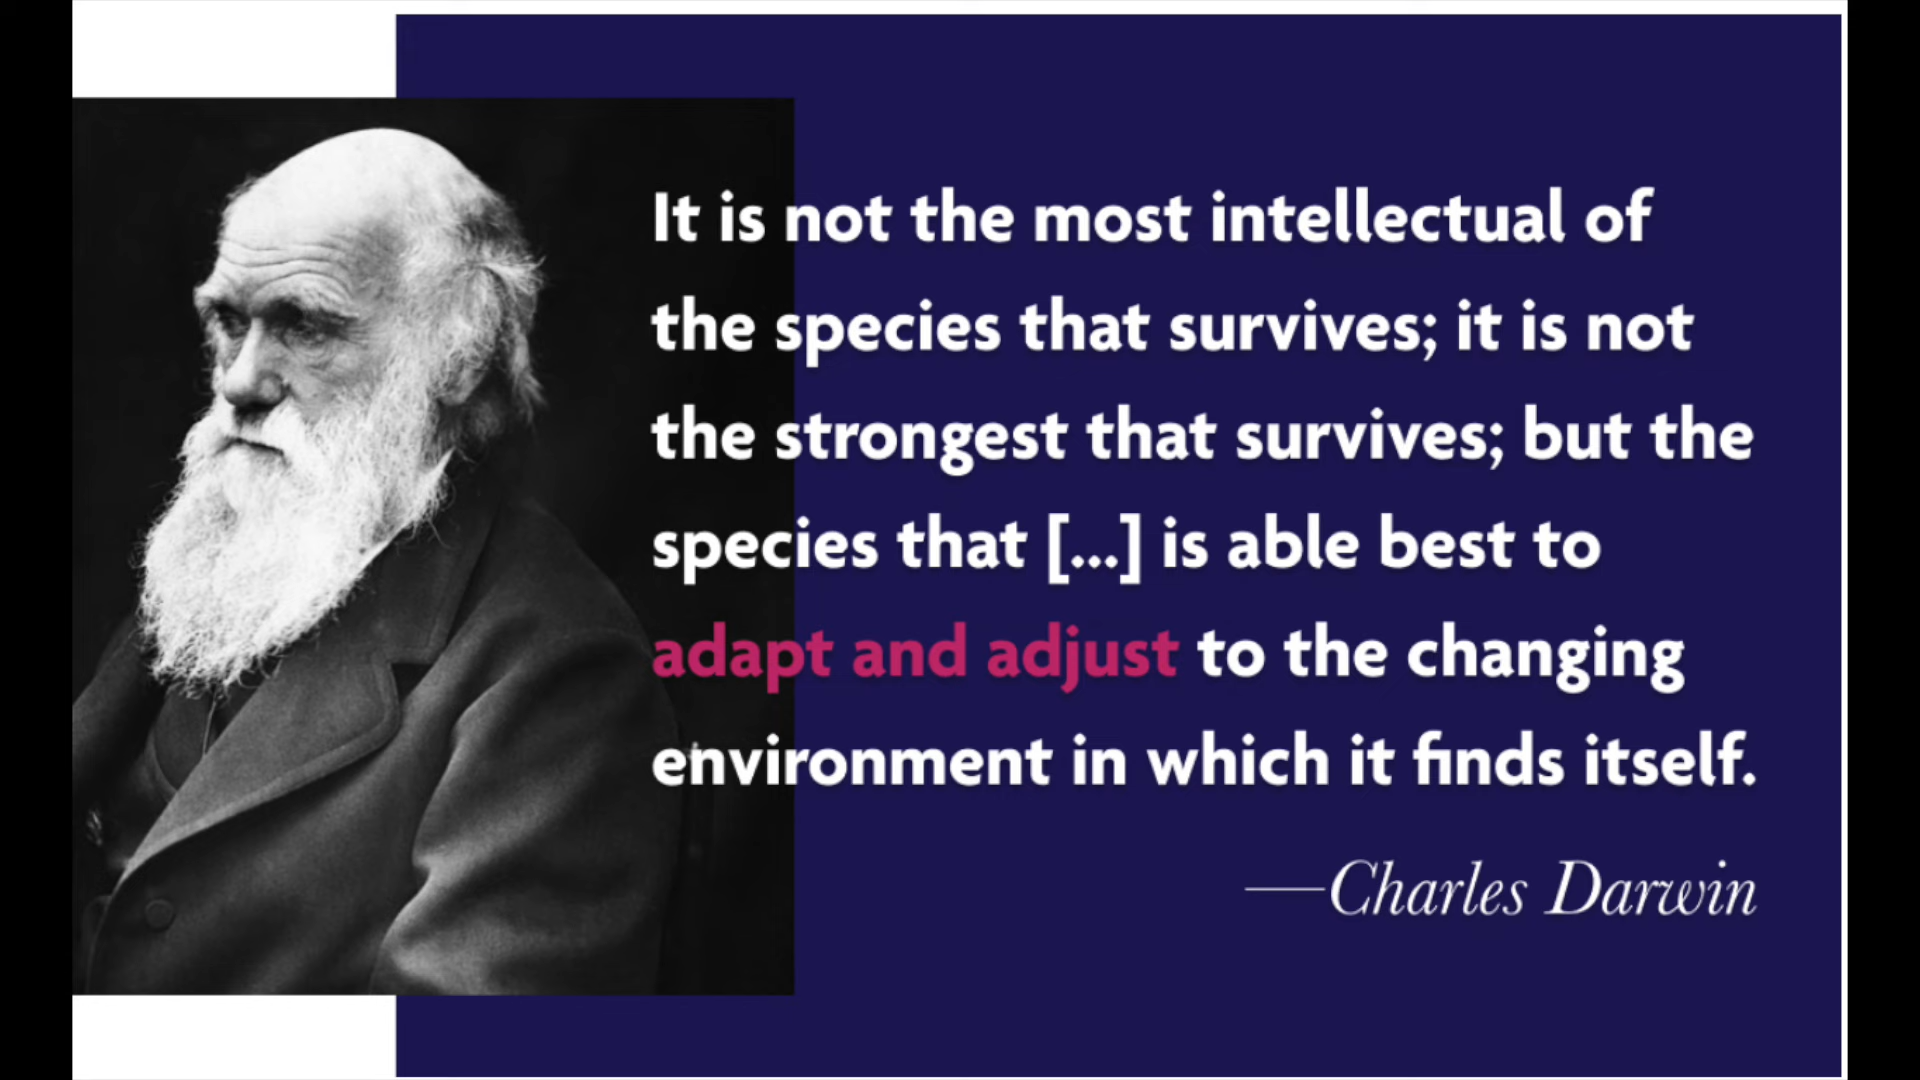 It is not the most intellectual of
the species that survives; it is not
the strongest that survives; but the
species that [...] is able best to
adapt and adjust to the changing
environment in which it finds itself.
—Charles Darwin